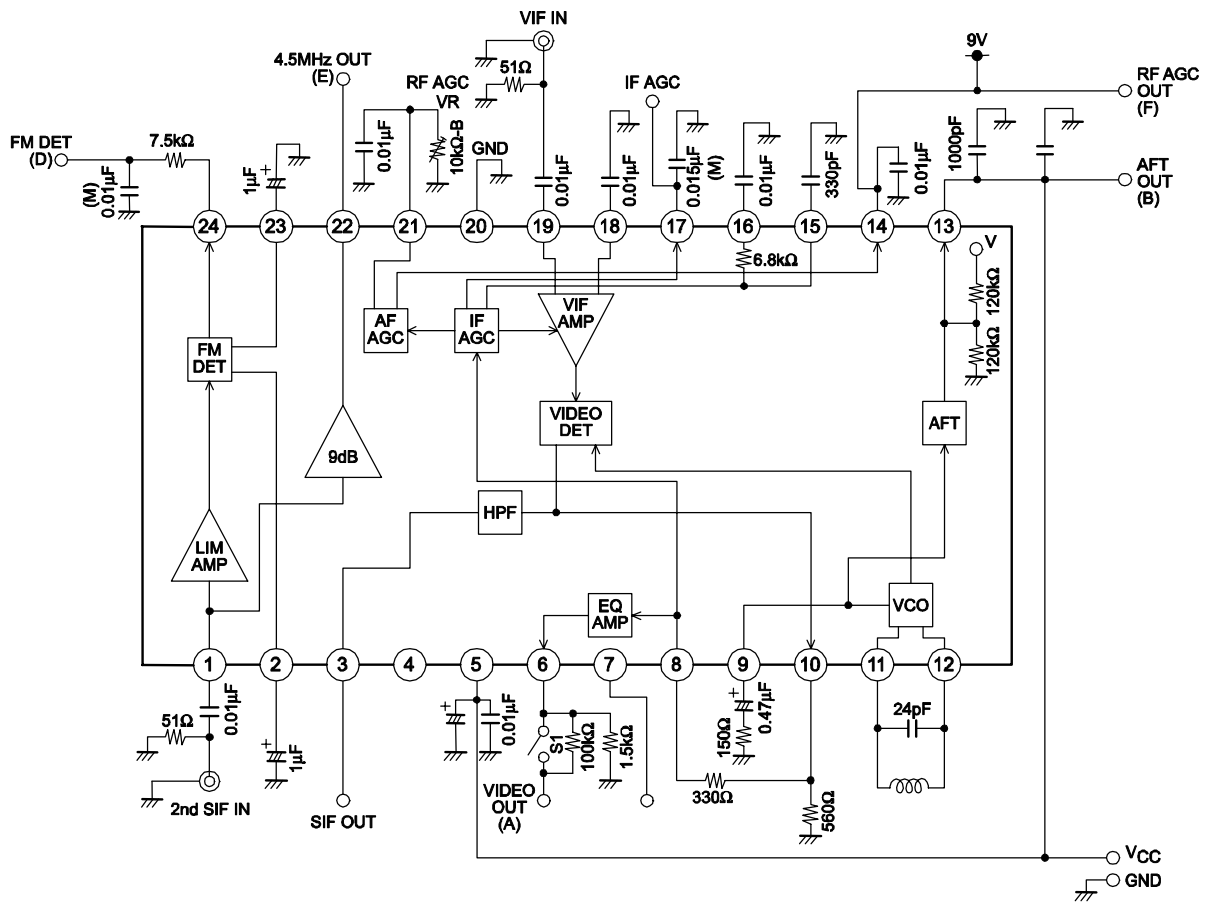 VIF IN
9V
4.5MHz OUT
(E)
51Ω
RF AGC
VR
IF AGC
RF AGC
OUT
(F)
FM DET
(D)
7.5kΩ
(M)
0.01µF
1µF
+
0.01µF
10kΩ-B
GND
0.01µF
0.01µF
0.015µF
(M)
0.01µF
330pF
0.01µF
1000pF
AFT
OUT
(B)
24
23
22
21
20
19
18
17
16
15
14
13
6.8kΩ
V
120kΩ
120kΩ
AF
AGC
IF
AGC
VIF
AMP
FM
DET
VIDEO
DET
AFT
9dB
HPF
LIM
AMP
EQ
AMP
VCO
1
2
3
4
5
6
7
8
9
10
11
12
0.01µF
51Ω
+
1µF
+
0.01µF
S1
100kΩ
1.5kΩ
+
0.47µF
150Ω
24pF
330Ω
560Ω
2nd SIF IN
SIF OUT
VIDEO
OUT
(A)
VCC
GND